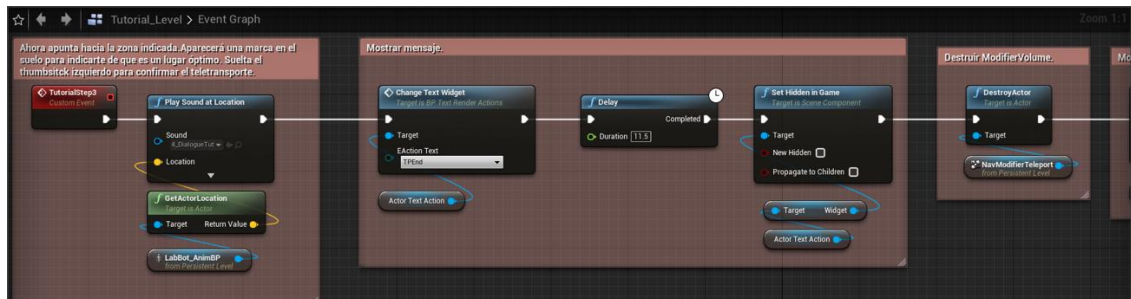 Tutorial_Level > Event Graph
Zoom 1:1
Ahora apunta hacia la zona indicada.Aparecerá una marca en el
suelo para indicarte de que es un lugar óptimo. Suelta el
thumbsitck izquierdo para confirmar el teletransporte.
TutorialStep3
Custom Event
f Play Sound at Location
Sound
4_DialogueTut
Location
f GetActorLocation
Target is Actor
Target Return Value
LabBot_AnimBP
from Persistent Level
Mostrar mensaje.
Change Text Widget
Target is BP Text Render Actions
Target
EAction Text
TPEnd
Actor Text Action
f Delay
Completed
Duration 11.5
f Set Hidden in Game
Target is Scene Component
Target
New Hidden
Propagate to Children
Target Widget
Actor Text Action
Destruir ModifierVolume.
f DestroyActor
Target is Actor
Target
NavModifierTeleport
from Persistent Level